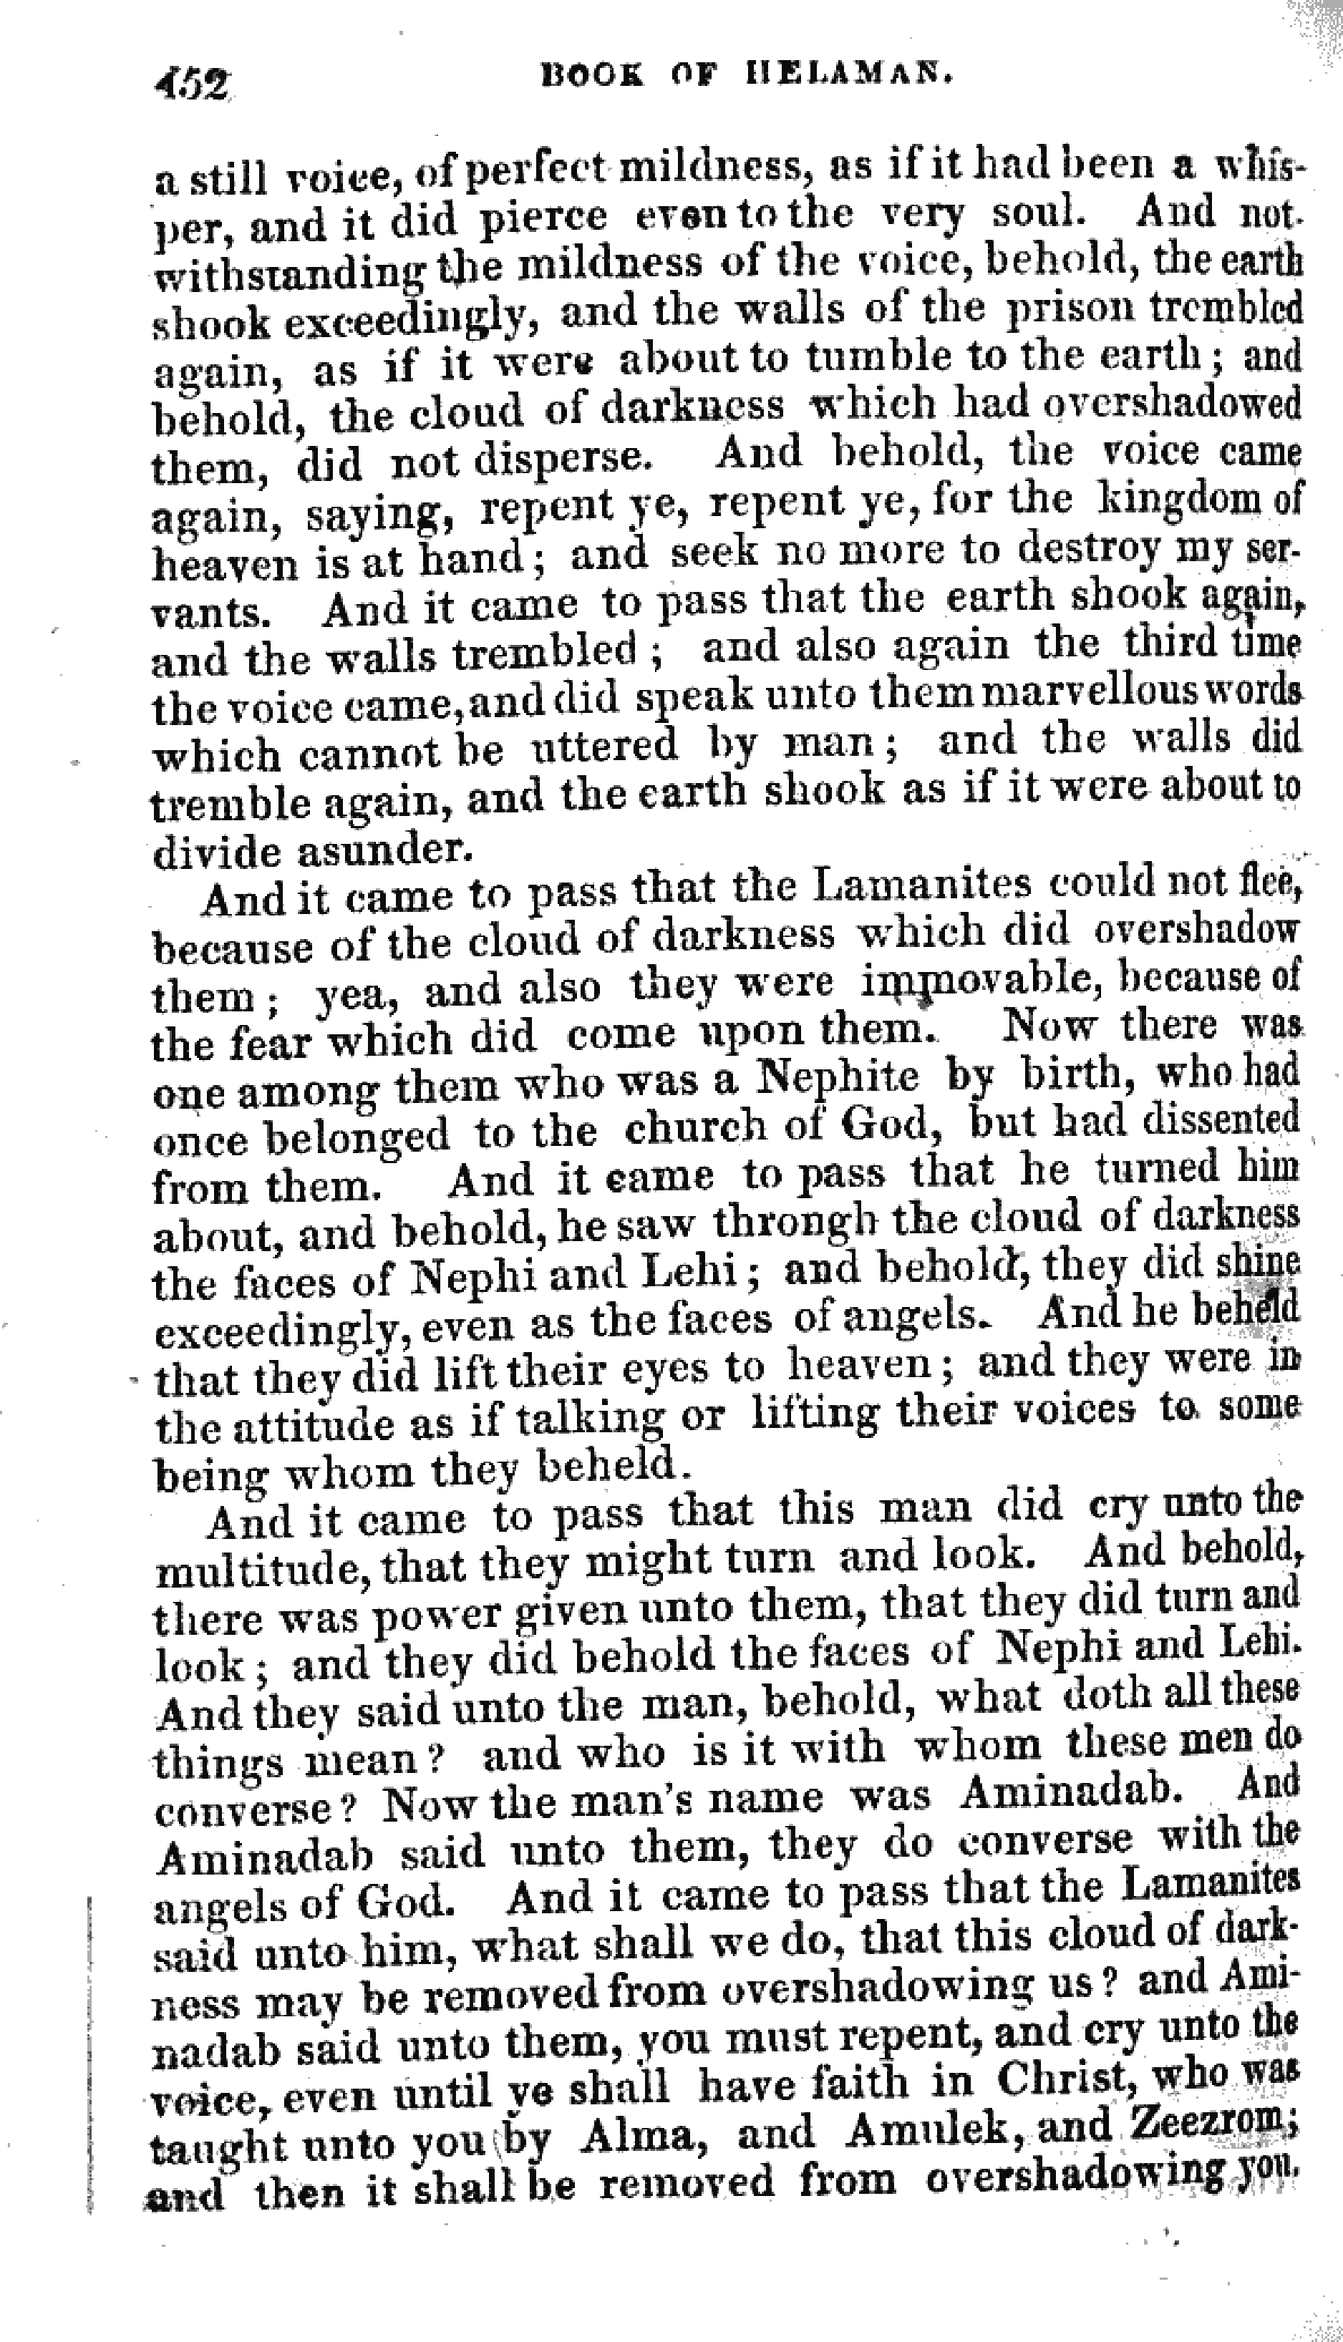 452 BOOK OF HELAMAN.
a still voice, of perfect mildness, as if it had been a whis-
per, and it did pierce even to the very soul. And not-
withstanding the mildness of the voice, behold, the earth
shook exceedingly, and the walls of the prison trembled
again, as if it were about to tumble to the earth; and
behold, the cloud of darkness which had overshadowed
them, did not disperse. And behold, the voice came
again, saying, repent ye, repent ye, for the kingdom of
heaven is at hand; and seek no more to destroy my ser-
vants. And it came to pass that the earth shook again,
and the walls trembled; and also again the third time
the voice came, and did speak unto them marvellous words
which cannot be uttered by man; and the walls did
tremble again, and the earth shook as if it were about to
divide asunder.
And it came to pass that the Lamanites could not flee,
because of the cloud of darkness which did overshadow
them; yea, and also they were immovable, because of
the fear which did come upon them. Now there was
one among them who was a Nephite by birth, who had
once belonged to the church of God, but had dissented
from them. And it came to pass that he turned him
about, and behold, he saw throngh the cloud of darkness
the faces of Nephi and Lehi; and behold, they did shine
exceedingly, even as the faces of angels. And he beheld
that they did lift their eyes to heaven; and they were in
the attitude as if talking or lifting their voices to some
being whom they beheld.
And it came to pass that this man did cry unto the
multitude, that they might turn and look. And behold,
there was power given unto them, that they did turn and
look; and they did behold the faces of Nephi and Lehi.
And they said unto the man, behold, what doth all these
things mean? and who is it with whom these men do
converse? Now the man's name was Aminadab. And
Aminadab said unto them, they do converse with the
angels of God. And it came to pass that the Lamanites
said unto him, what shall we do, that this cloud of dark-
ness may be removed from overshadowing us? and Ami-
nadab said unto them, you must repent, and cry unto the
voice, even until ye shall have faith in Christ, who was
taught unto you by Alma, and Amulek, and Zeezrom;
and then it shall be removed from overshadowing you.